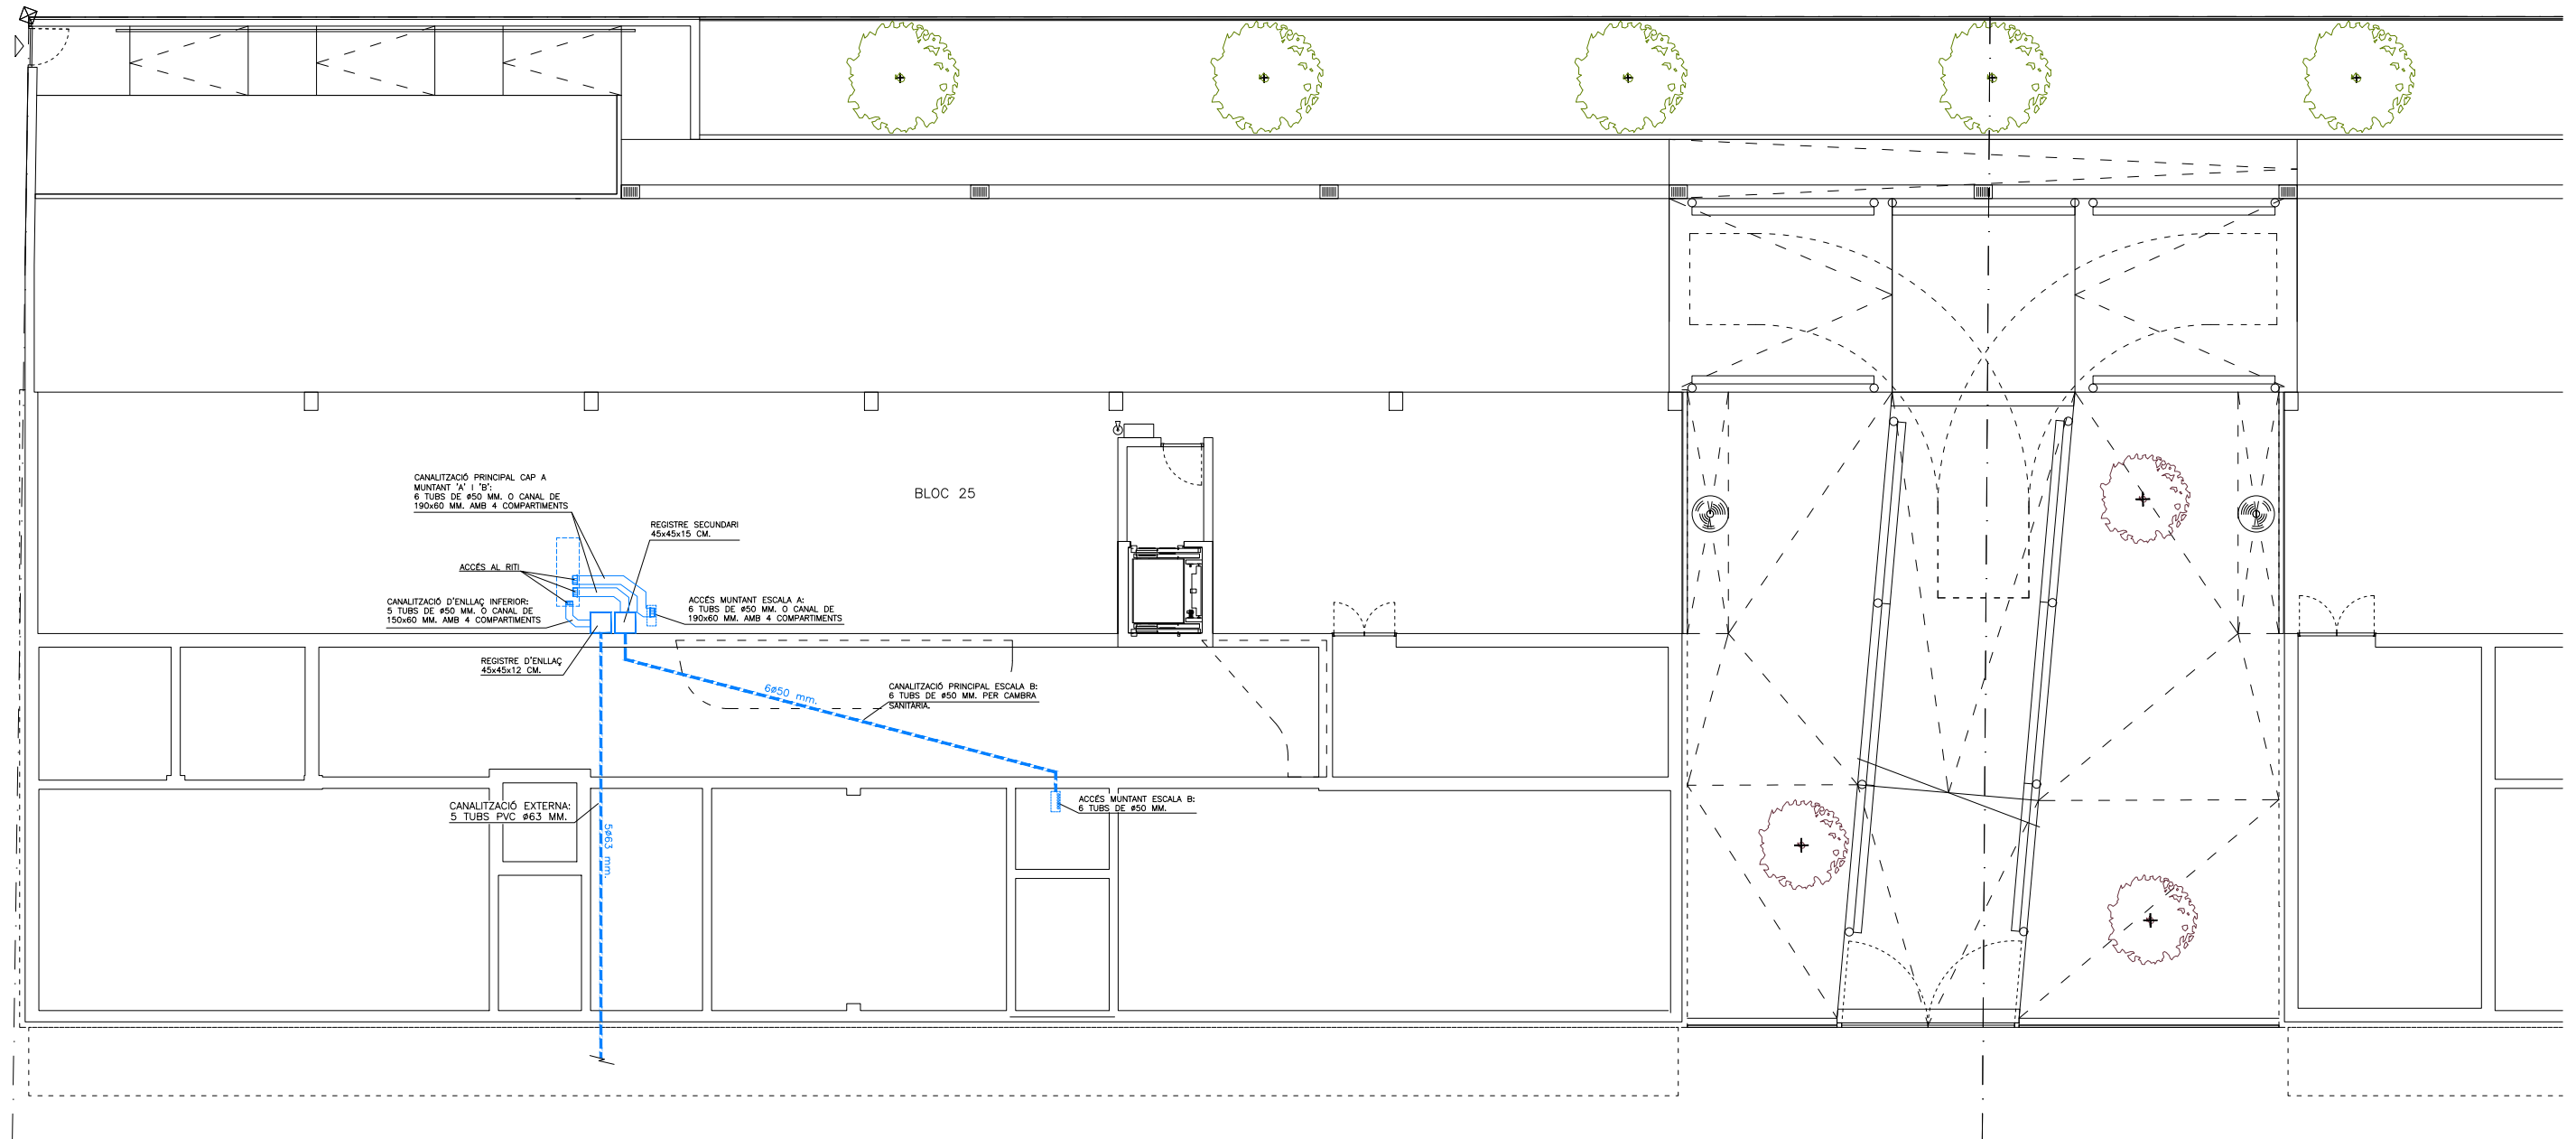 CANALITZACIÓ PRINCIPAL CAP A
MUNTANT 'A' I 'B':
6 TUBS DE ø50 MM. O CANAL DE
190x60 MM. AMB 4 COMPARTIMENTS
BLOC 25
REGISTRE SECUNDARI
45x45x15 CM.
ACCÉS AL RITI
CANALITZACIÓ D'ENLLAÇ INFERIOR:
5 TUBS DE ø50 MM. O CANAL DE
150x60 MM. AMB 4 COMPARTIMENTS
ACCÉS MUNTANT ESCALA A:
6 TUBS DE ø50 MM. O CANAL DE
190x60 MM. AMB 4 COMPARTIMENTS
REGISTRE D'ENLLAÇ
45x45x12 CM.
6ø50 mm.
CANALITZACIÓ PRINCIPAL ESCALA B:
6 TUBS DE ø50 MM. PER CAMBRA
SANITÀRIA.
CANALITZACIÓ EXTERNA:
5 TUBS PVC ø63 MM.
5ø63 mm.
ACCÉS MUNTANT ESCALA B:
6 TUBS DE ø50 MM.